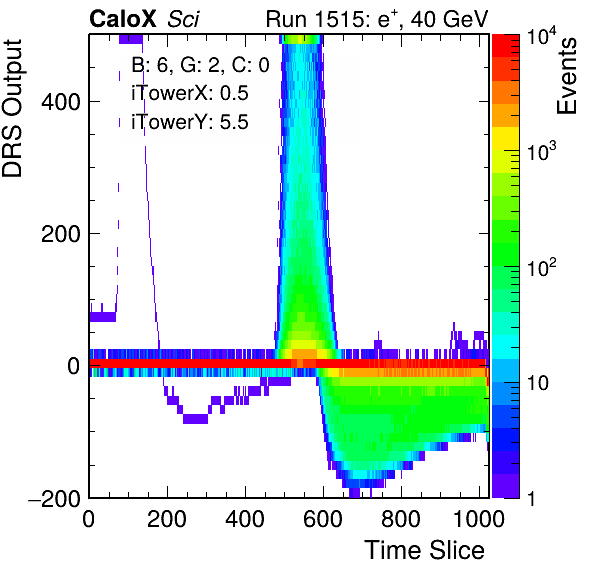 CaloX Sci Run 1515: e⁺, 40 GeV
B: 6, G: 2, C: 0
iTowerX: 0.5
iTowerY: 5.5
DRS Output
400
200
0
−200
0 200 400 600 800 1000
Time Slice
Events
10⁴
10³
10²
10
1